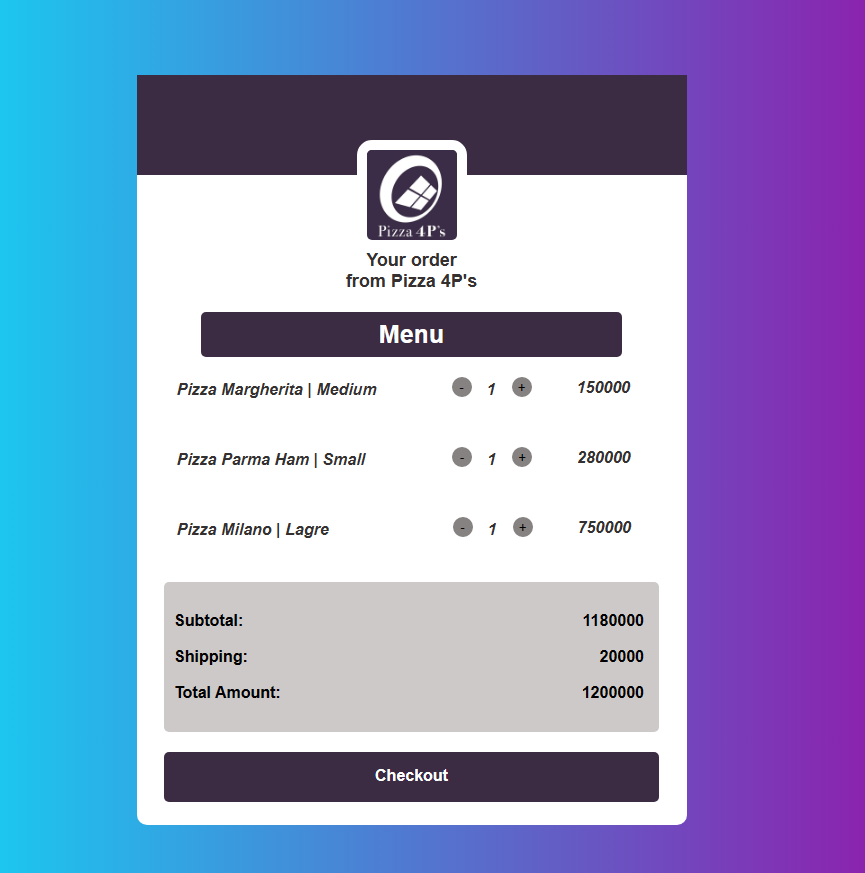 Pizza 4P's
Your order
from Pizza 4P's
Menu
Pizza Margherita | Medium - 1 + 150000
Pizza Parma Ham | Small - 1 + 280000
Pizza Milano | Lagre - 1 + 750000
Subtotal: 1180000
Shipping: 20000
Total Amount: 1200000
Checkout